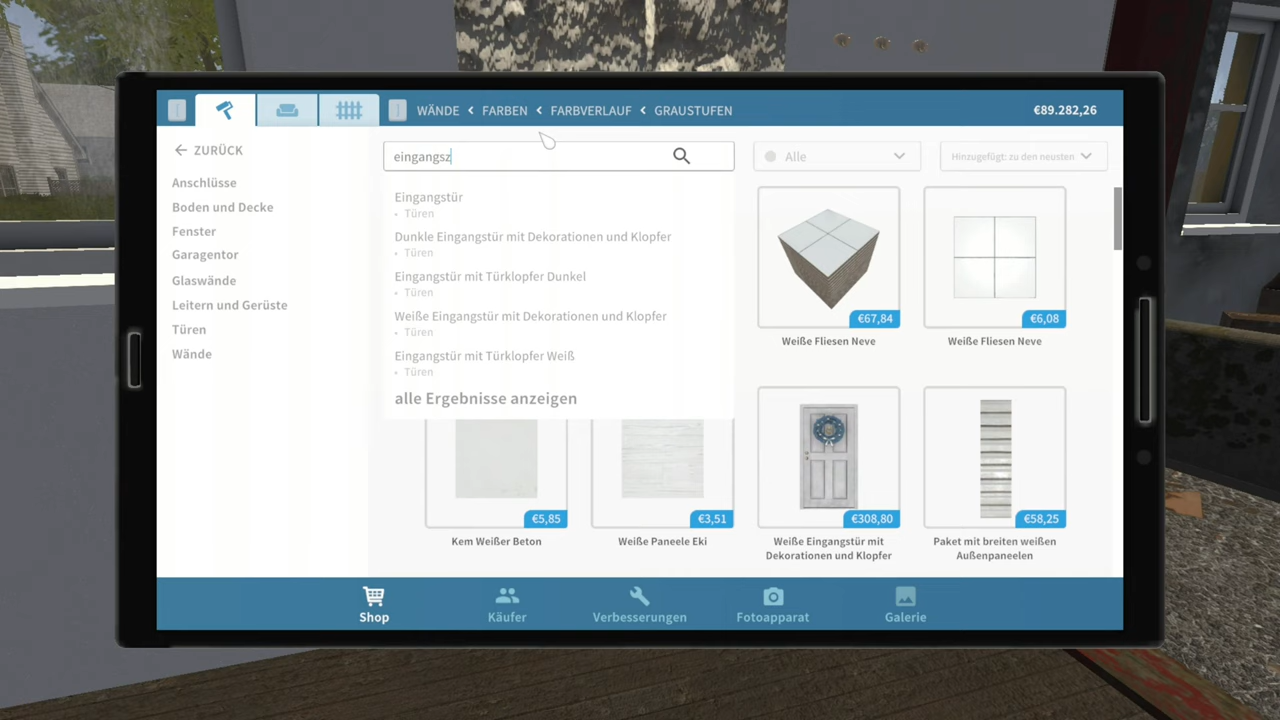 WÄNDE < FARBEN < FARBVERLAUF < GRAUSTUFEN
€89.282,26
ZURÜCK
Anschlüsse
Boden und Decke
Fenster
Garagentor
Glaswände
Leitern und Gerüste
Türen
Wände
eingangsz
Alle
Hinzugefügt: zu den neusten
Eingangstür
• Türen
Dunkle Eingangstür mit Dekorationen und Klopfer
• Türen
Eingangstür mit Türklopfer Dunkel
• Türen
Weiße Eingangstür mit Dekorationen und Klopfer
• Türen
Eingangstür mit Türklopfer Weiß
• Türen
alle Ergebnisse anzeigen
€67,84
Weiße Fliesen Neve
€6,08
Weiße Fliesen Neve
€5,85
Kem Weißer Beton
€3,51
Weiße Paneele Eki
€308,80
Weiße Eingangstür mit
Dekorationen und Klopfer
€58,25
Paket mit breiten weißen
Außenpaneelen
Shop
Käufer
Verbesserungen
Fotoapparat
Galerie